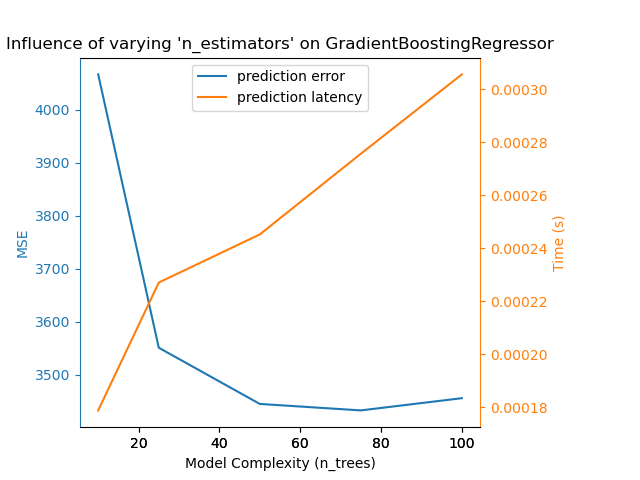 Influence of varying 'n_estimators' on GradientBoostingRegressor
prediction error
prediction latency
MSE
4000
3900
3800
3700
3600
3500
0.00030
0.00028
0.00026
0.00024
0.00022
0.00020
0.00018
Time (s)
20 40 60 80 100
Model Complexity (n_trees)